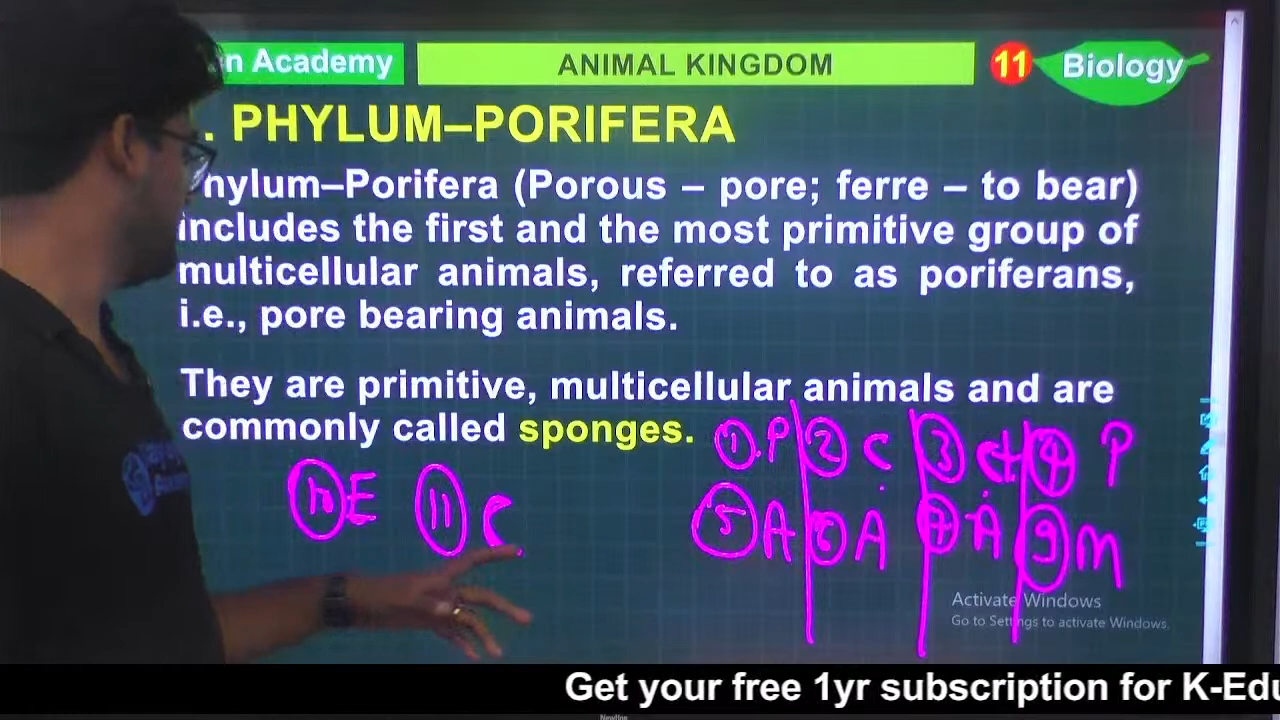 n Academy
ANIMAL KINGDOM
11 Biology
. PHYLUM–PORIFERA
Phylum–Porifera (Porous – pore; ferre – to bear)
includes the first and the most primitive group of
multicellular animals, referred to as poriferans,
i.e., pore bearing animals.
They are primitive, multicellular animals and are
commonly called sponges.
1 P 2 C 3 Ct 4 P
10 E 11 C
5 A 6 A 7 A 9 M
Activate Windows
Go to Settings to activate Windows.
Get your free 1yr subscription for K-Edu